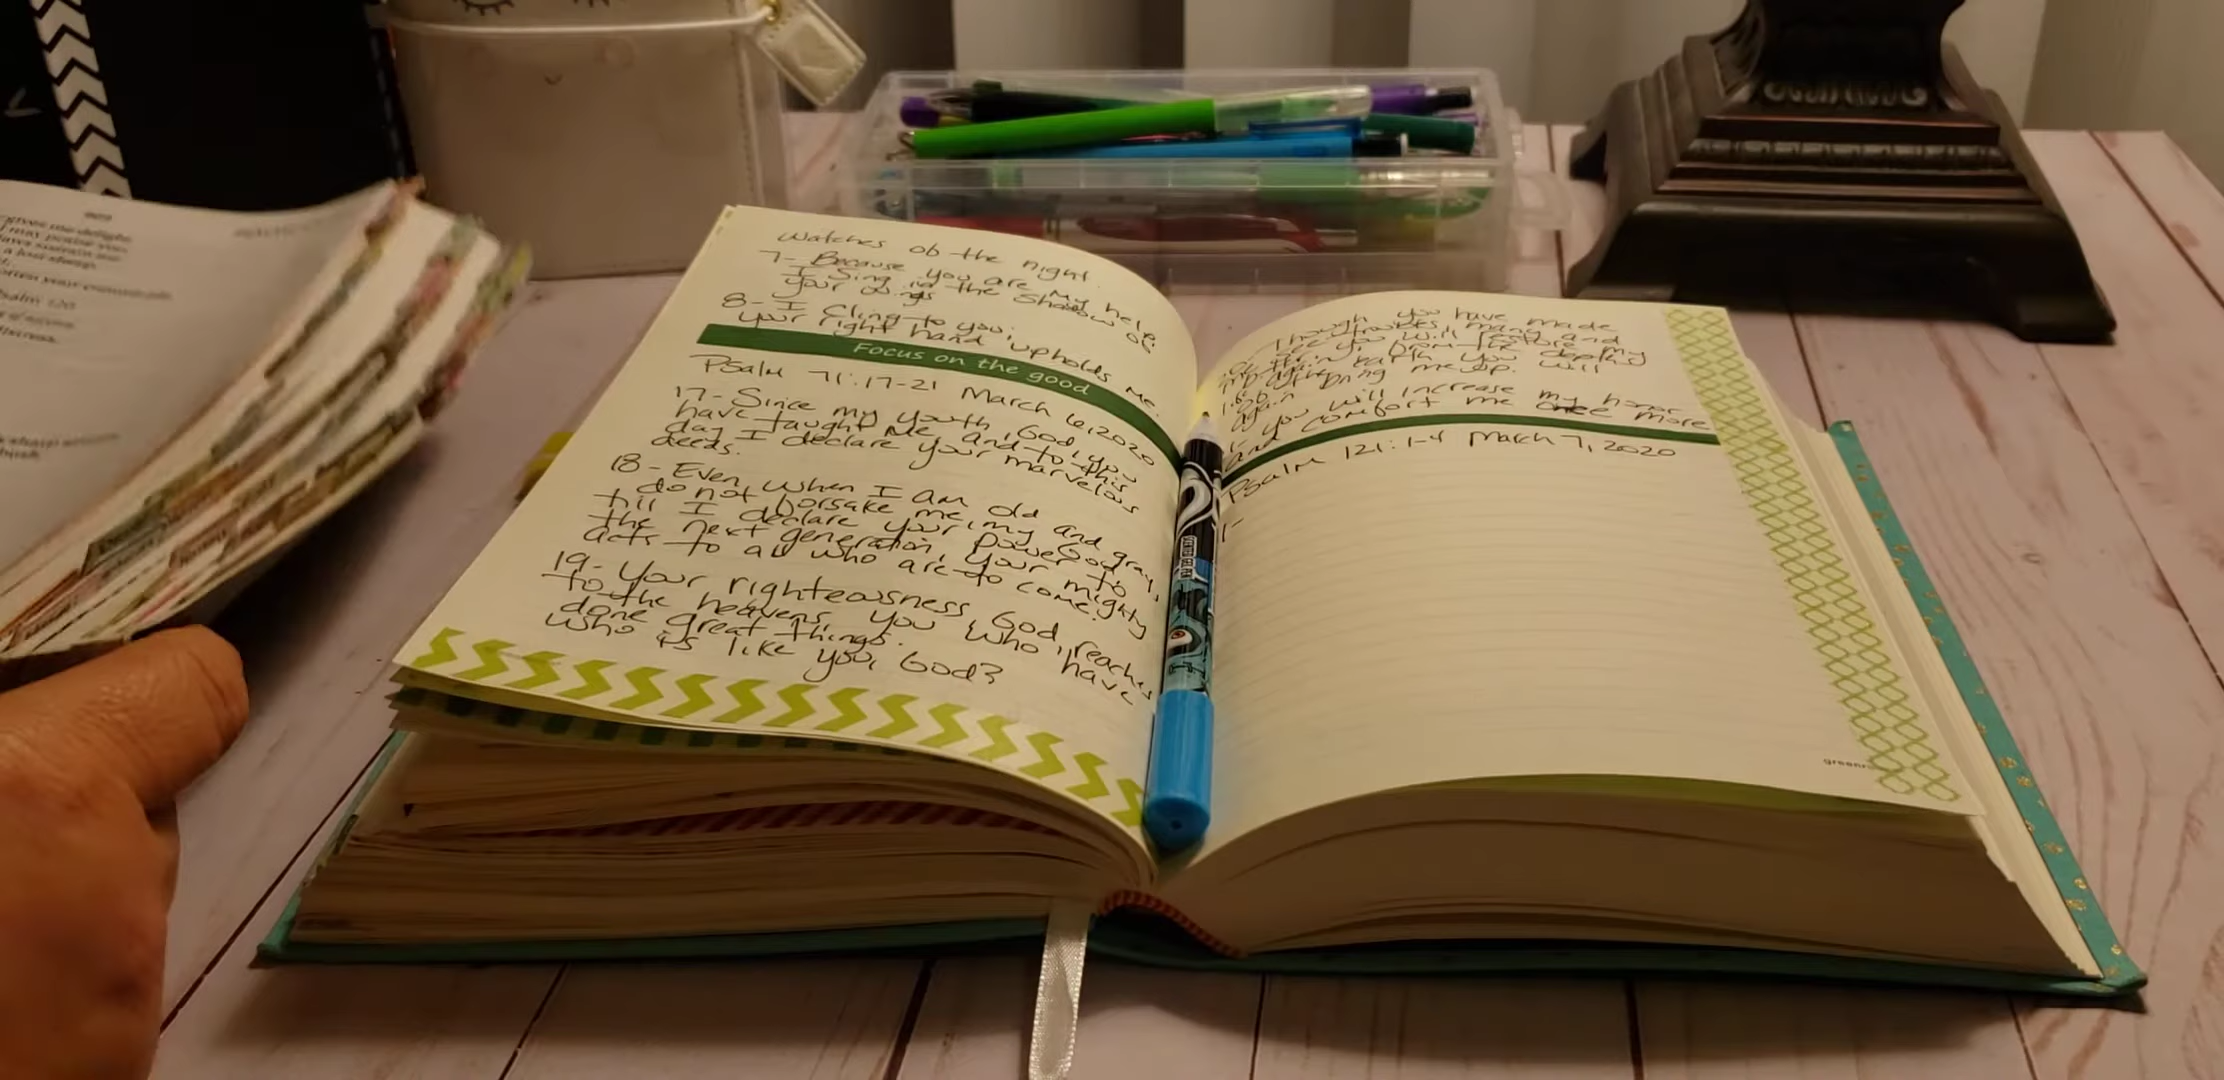 watches of the night.
7- Because you are my help,
I sing in the shadow of
your wings
8- I cling to you;
your right hand upholds me.
Focus on the good
Psalm 71:17-21 March 6, 2020
17- Since my youth, God, you
have taught me and to this
day I declare your marvelous
deeds.
18- Even when I am old and gray,
do not forsake me, my God,
till I declare your power to
the next generation, your mighty
acts to all who are to come.
19- Your righteousness, God, reaches
to the heavens, you who have
done great things.
Who is like you, God?
Though you have made
me see troubles, many and
you will restore my
again, from the depths
earth you will
again bring me up.
you will increase my honor
and comfort me once more
Psalm 121:1-4 March 7, 2020
1-